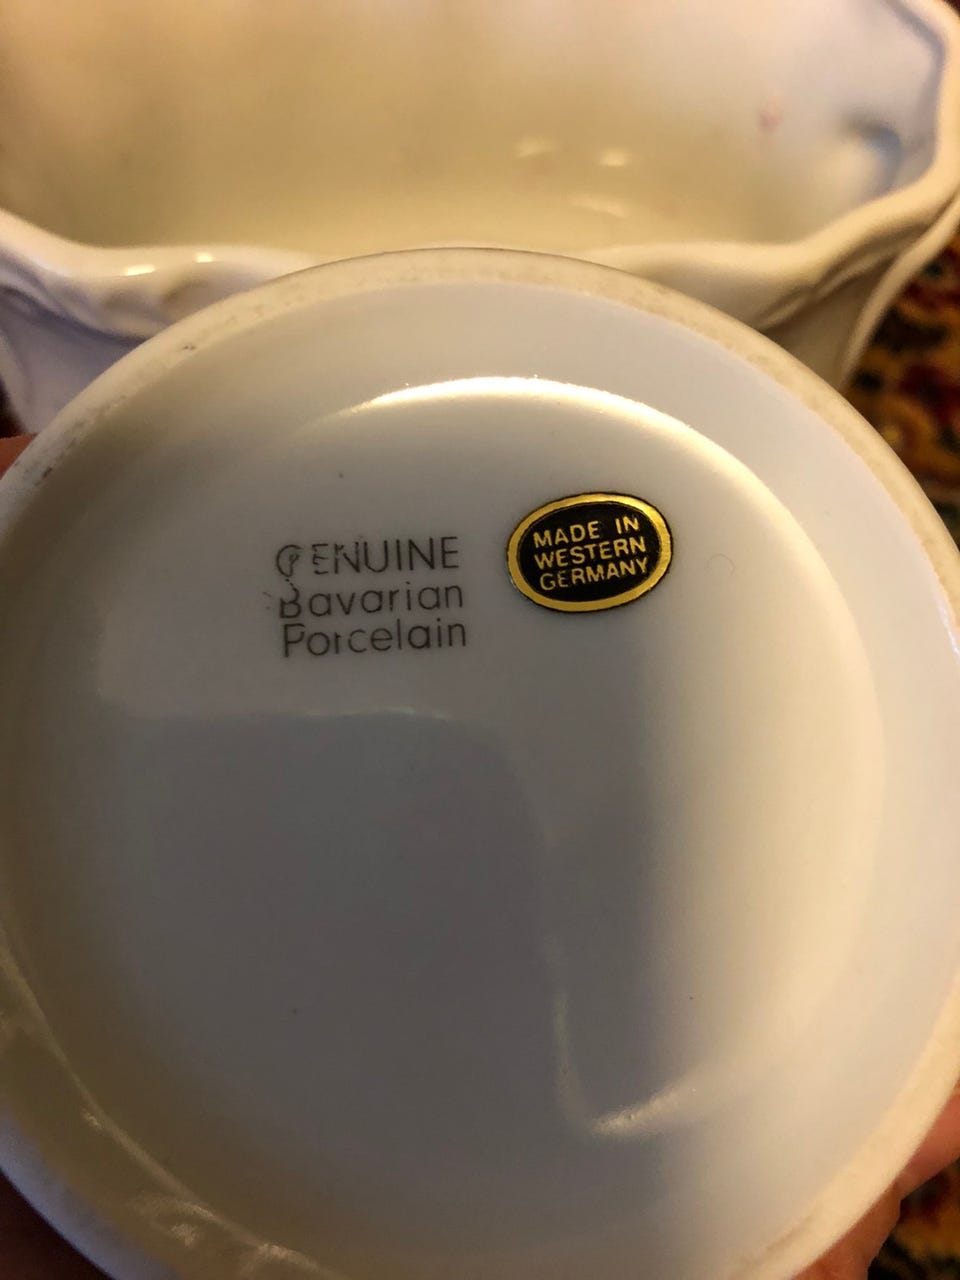 GENUINE
Bavarian
Porcelain
MADE IN
WESTERN
GERMANY